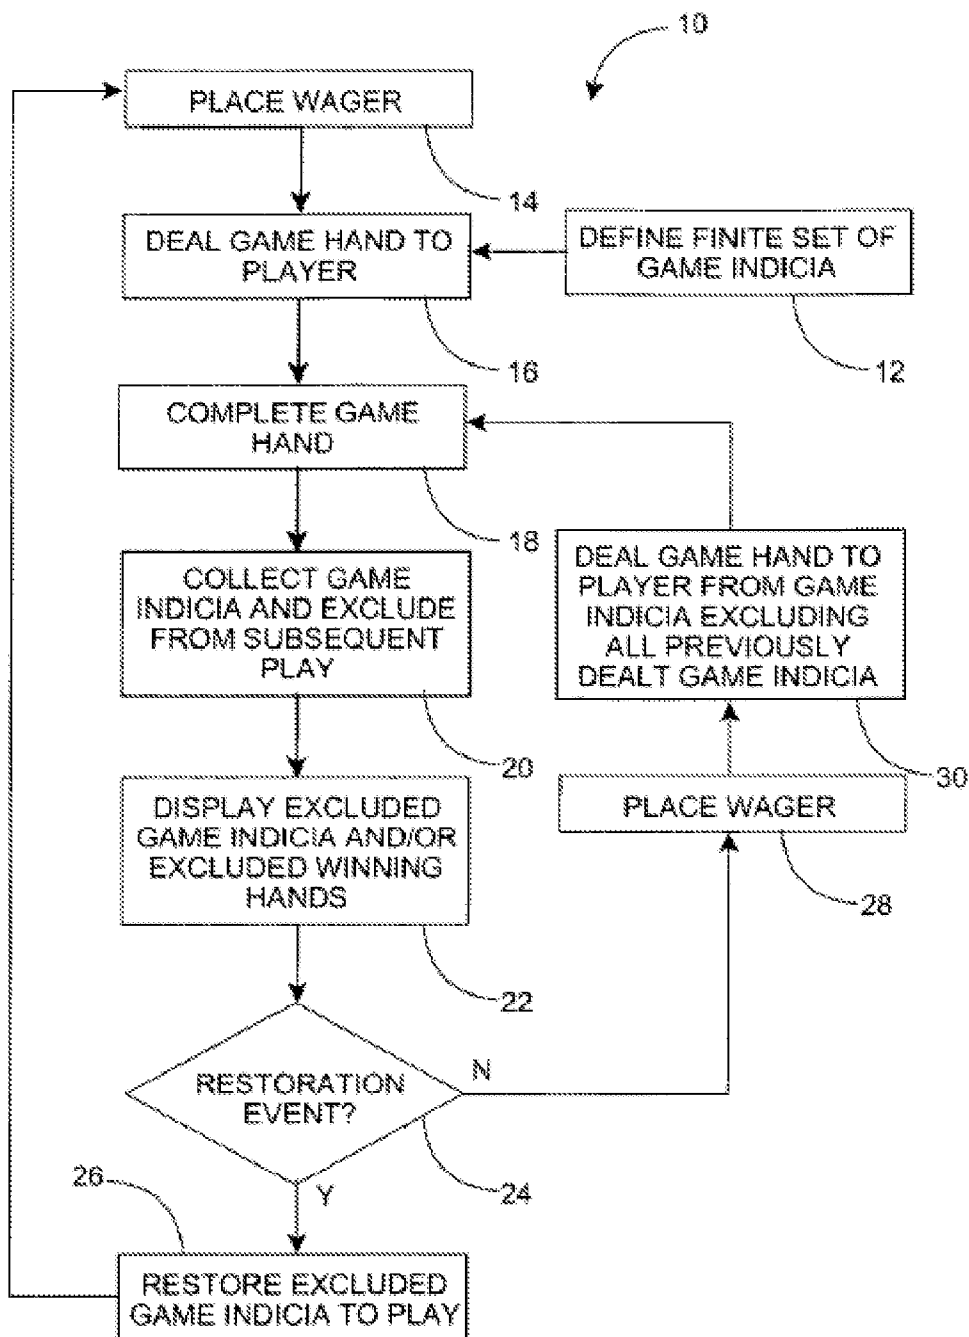 10
PLACE WAGER
14
DEAL GAME HAND TO
PLAYER
16
DEFINE FINITE SET OF
GAME INDICIA
12
COMPLETE GAME
HAND
18
COLLECT GAME
INDICIA AND EXCLUDE
FROM SUBSEQUENT
PLAY
20
DEAL GAME HAND TO
PLAYER FROM GAME
INDICIA EXCLUDING
ALL PREVIOUSLY
DEALT GAME INDICIA
30
DISPLAY EXCLUDED
GAME INDICIA AND/OR
EXCLUDED WINNING
HANDS
22
PLACE WAGER
28
RESTORATION
EVENT?
N
24
Y
26
RESTORE EXCLUDED
GAME INDICIA TO PLAY